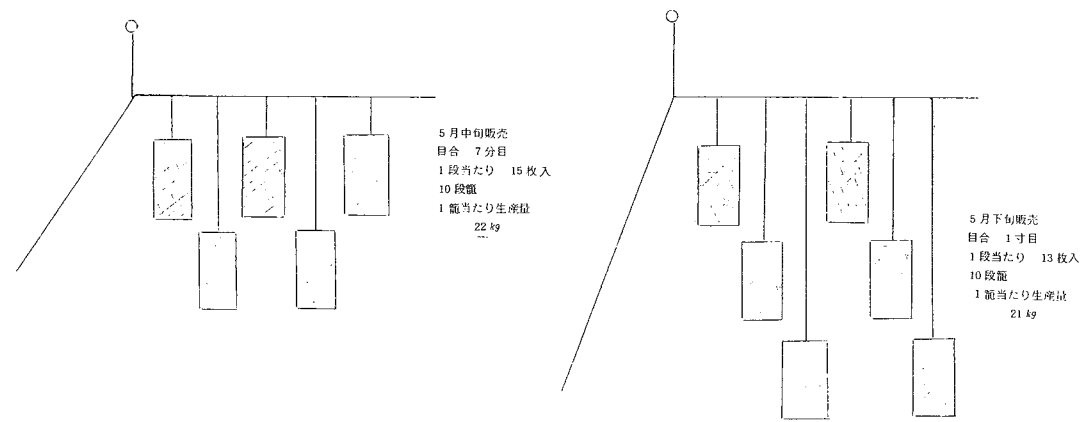 5月中旬販売
目合 7分目
1段当たり 15枚入
10段籠
1籠当たり生産量
22 kg
5月下旬販売
目合 1寸目
1段当たり 13枚入
10段籠
1籠当たり生産量
21 kg